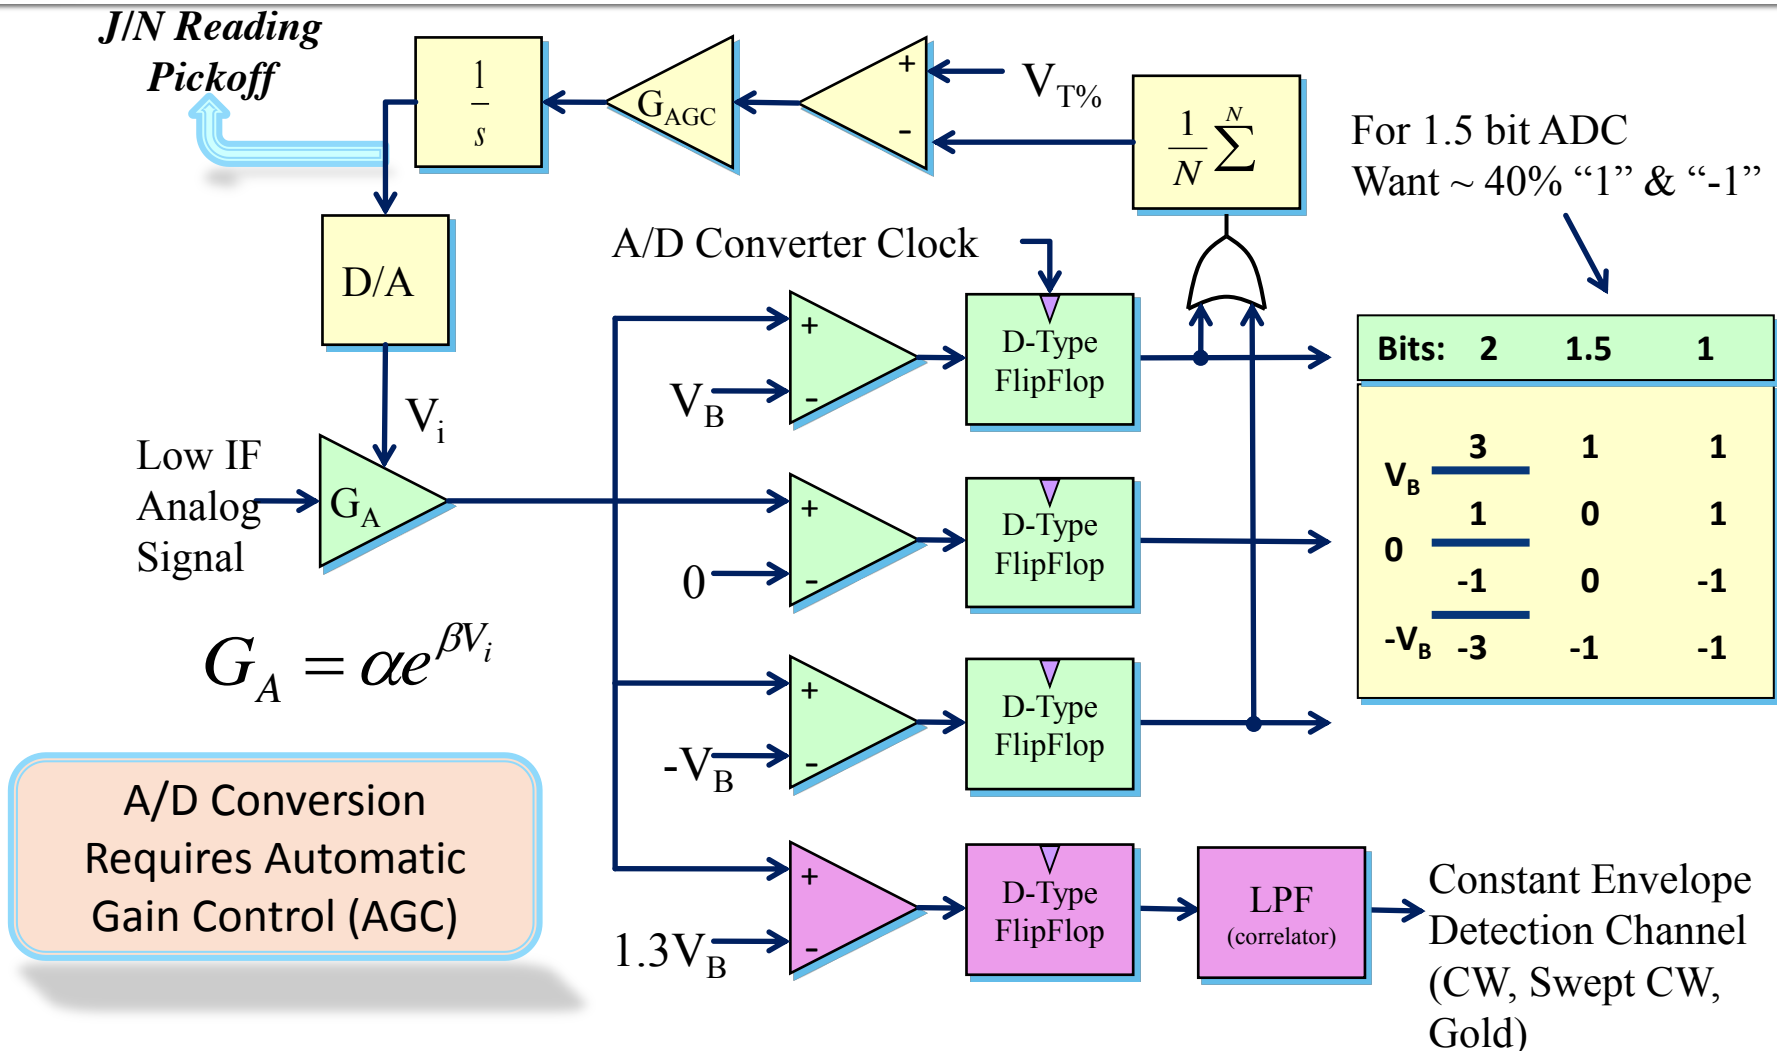 J/N Reading
Pickoff
1
s
G_AGC
+
-
V_T%
1
N
∑
N
For 1.5 bit ADC
Want ~ 40% “1” & “-1”
D/A
A/D Converter Clock
V_i
Low IF
Analog
Signal
G_A
G_A = αe^{βV_i}
+
-
V_B
D-Type
FlipFlop
+
-
0
D-Type
FlipFlop
+
-
-V_B
D-Type
FlipFlop
+
-
1.3V_B
D-Type
FlipFlop
LPF
(correlator)
Bits: 2 1.5 1
3 1 1
V_B
1 0 1
0
-1 0 -1
-V_B
-3 -1 -1
A/D Conversion
Requires Automatic
Gain Control (AGC)
Constant Envelope
Detection Channel
(CW, Swept CW,
Gold)